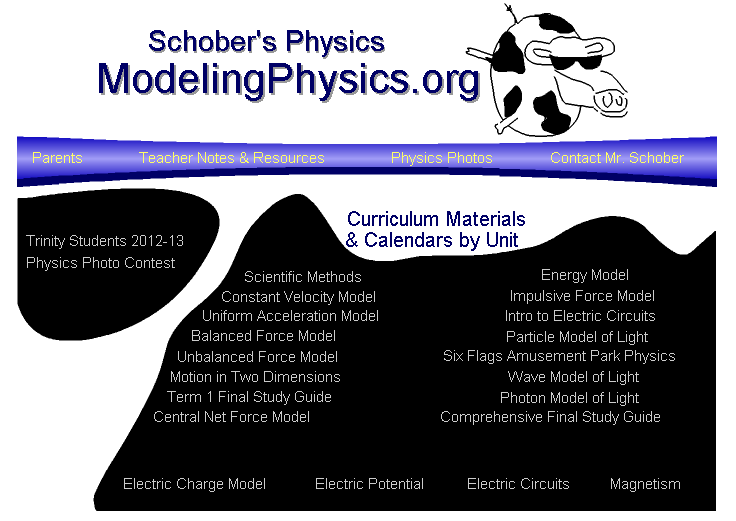 Schober's Physics
ModelingPhysics.org
Parents
Teacher Notes & Resources
Physics Photos
Contact Mr. Schober
Curriculum Materials
& Calendars by Unit
Trinity Students 2012-13
Physics Photo Contest
Scientific Methods
Constant Velocity Model
Uniform Acceleration Model
Balanced Force Model
Unbalanced Force Model
Motion in Two Dimensions
Term 1 Final Study Guide
Central Net Force Model
Energy Model
Impulsive Force Model
Intro to Electric Circuits
Particle Model of Light
Six Flags Amusement Park Physics
Wave Model of Light
Photon Model of Light
Comprehensive Final Study Guide
Electric Charge Model
Electric Potential
Electric Circuits
Magnetism